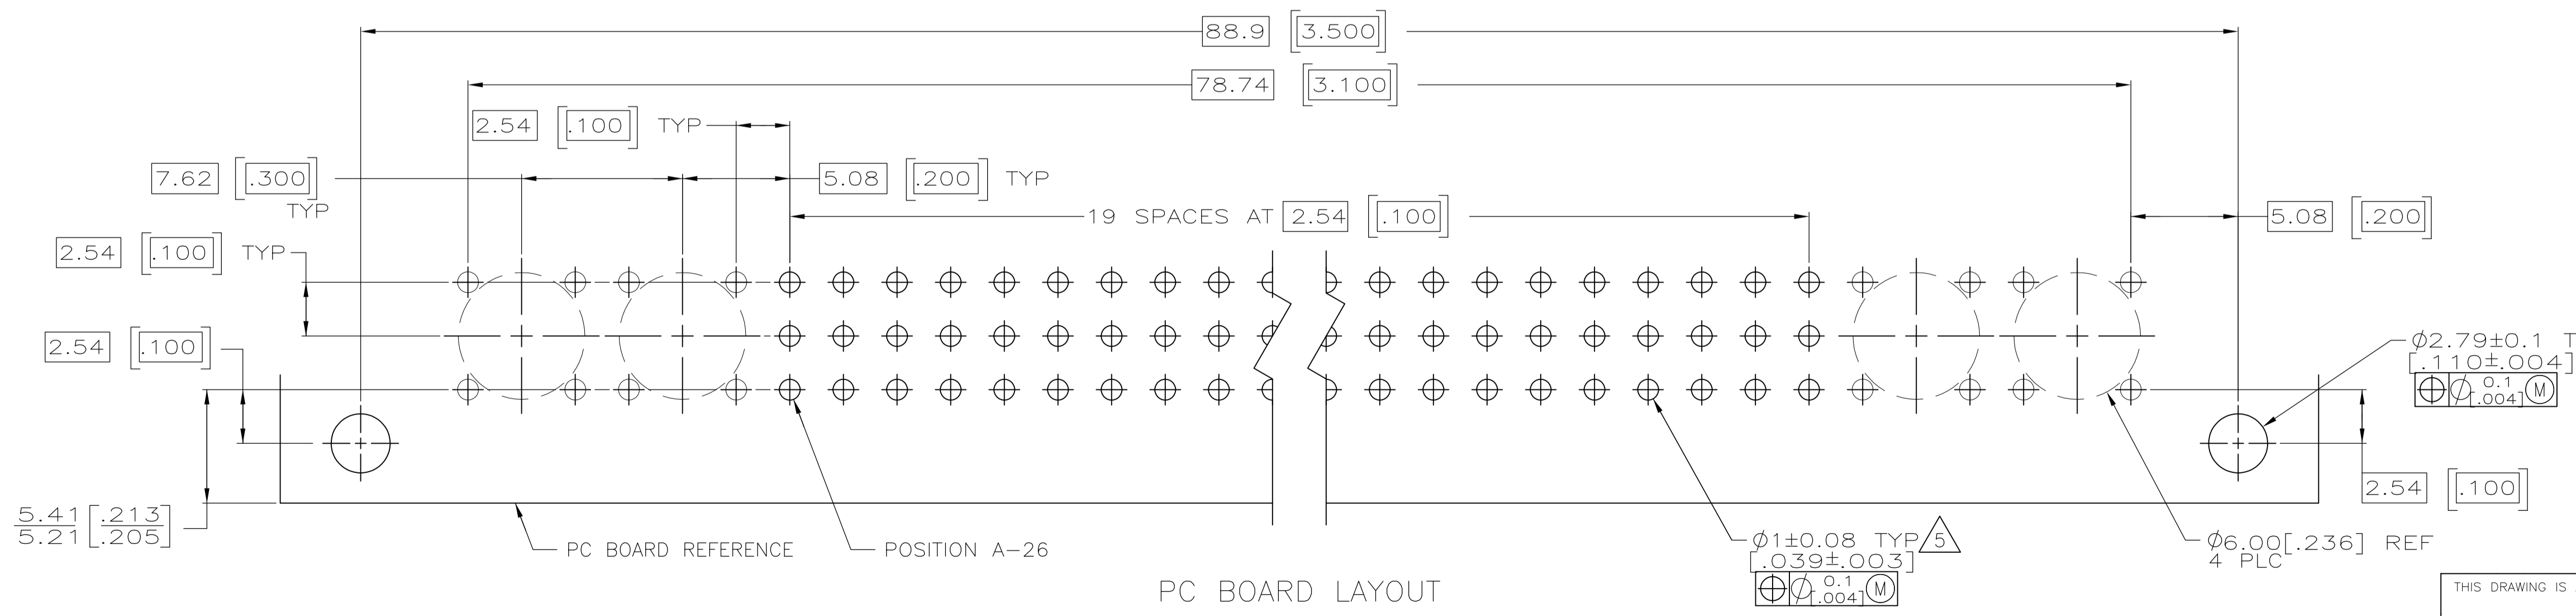 88.9 [3.500]
78.74 [3.100]
2.54 [.100] TYP
7.62 [.300]
TYP
5.08 [.200] TYP
19 SPACES AT 2.54 [.100]
5.08 [.200]
2.54 [.100] TYP
2.54 [.100]
Ø2.79±0.1 T
[.110±.004]
⌖ Ø 0.1 Ⓜ
[.004]
2.54 [.100]
5.41 [.213
5.21 .205]
PC BOARD REFERENCE
POSITION A-26
Ø1±0.08 TYP 5
[.039±.003]
⌖ Ø 0.1 Ⓜ
[.004]
Ø6.00[.236] REF
4 PLC
PC BOARD LAYOUT
THIS DRAWING IS